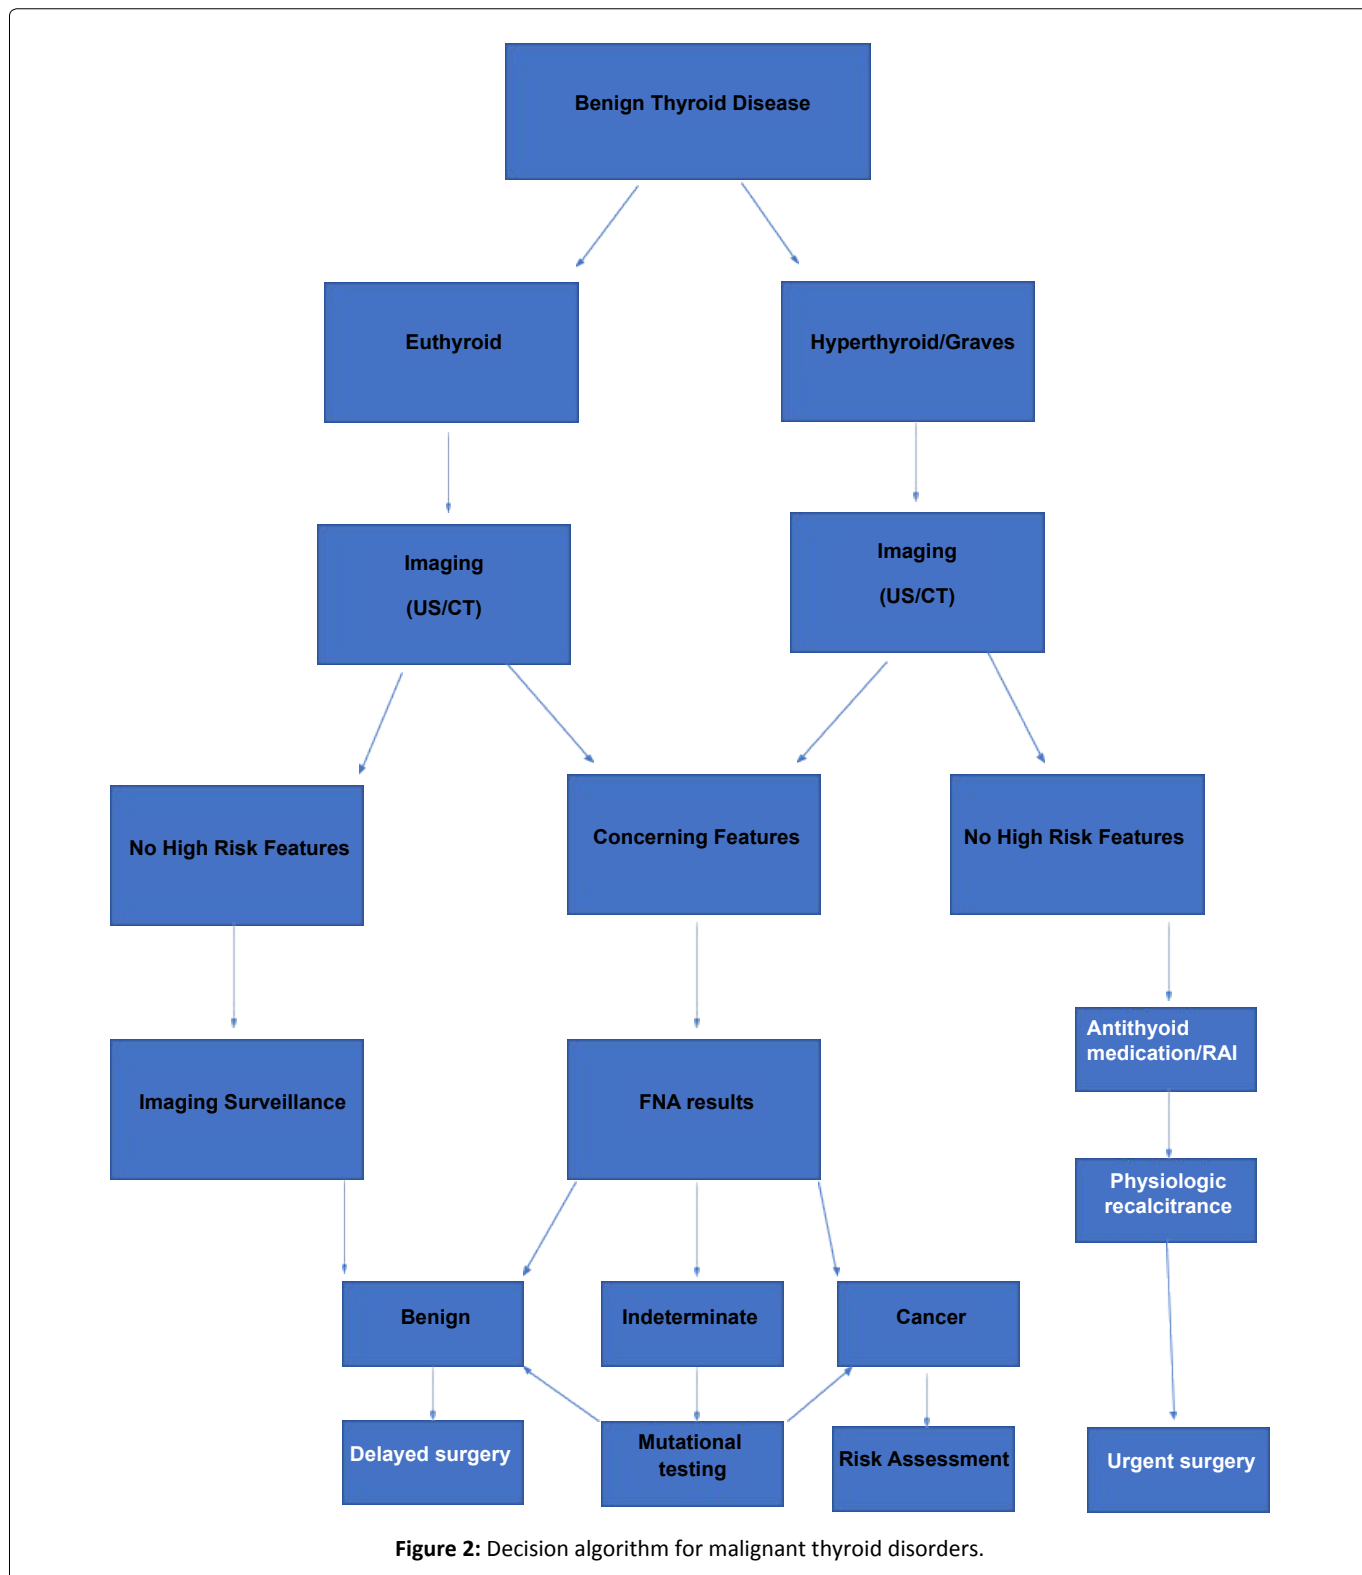 Benign Thyroid Disease
Euthyroid
Hyperthyroid/Graves
Imaging
(US/CT)
Imaging
(US/CT)
No High Risk Features
Concerning Features
No High Risk Features
Antithyoid
medication/RAI
Imaging Surveillance
FNA results
Physiologic
recalcitrance
Benign
Indeterminate
Cancer
Delayed surgery
Mutational
testing
Risk Assessment
Urgent surgery
Figure 2: Decision algorithm for malignant thyroid disorders.